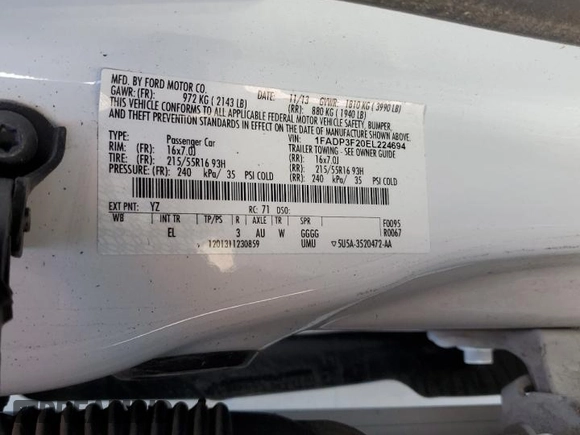 MFD. BY FORD MOTOR CO.
DATE: 11/13 GVWR: 1810 KG (3990 LB)
GAWR: (FR): 972 KG (2143 LB) (RR): 880 KG (1940 LB)
THIS VEHICLE CONFORMS TO ALL APPLICABLE FEDERAL MOTOR VEHICLE SAFETY, BUMPER,
AND THEFT PREVENTION STANDARDS IN EFFECT ON THE DATE OF MANUFACTURE SHOWN ABOVE.
VIN: 1FADP3F20EL224694
TYPE: Passenger Car TRAILER TOWING - SEE OWNER GUIDE
RIM: (FR) 16x7.0J (RR) 16x7.0J
TIRE: (FR) 215/55R16 93H (RR) 215/55R16 93H
PRESSURE: (FR) 240 kPa/ 35 PSI COLD (RR) 240 kPa/ 35 PSI COLD
EXT PNT: YZ RC: 71 DSO: F0095
WB INT TR TP/PS R AXLE TR SPR R0067
EL 3 AU W GGGG
1201311230859 UMU 5U5A-3520472-AA